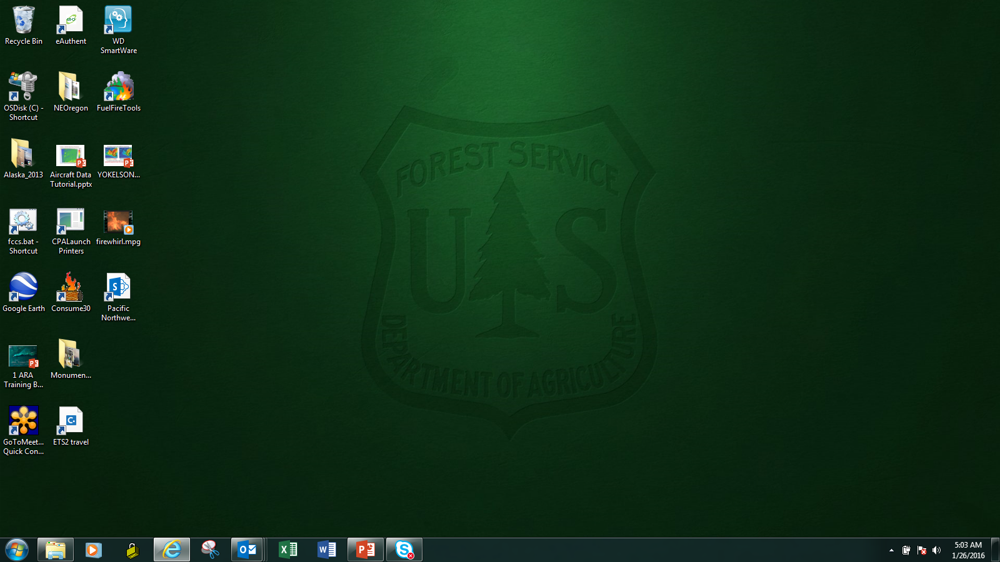 Recycle Bin
eAuthent
WD
SmartWare
OSDisk (C) -
Shortcut
NEOregon
FuelFireTools
Alaska_2013
Aircraft Data
Tutorial.pptx
YOKELSON...
fccs.bat -
Shortcut
CPALaunch
Printers
firewhirl.mpg
Google Earth
Consume30
Pacific
Northwe...
1 ARA
Training B...
Monumen...
GoToMeet...
Quick Con...
ETS2 travel
FOREST SERVICE
U S
DEPARTMENT OF AGRICULTURE
5:03 AM
1/26/2016